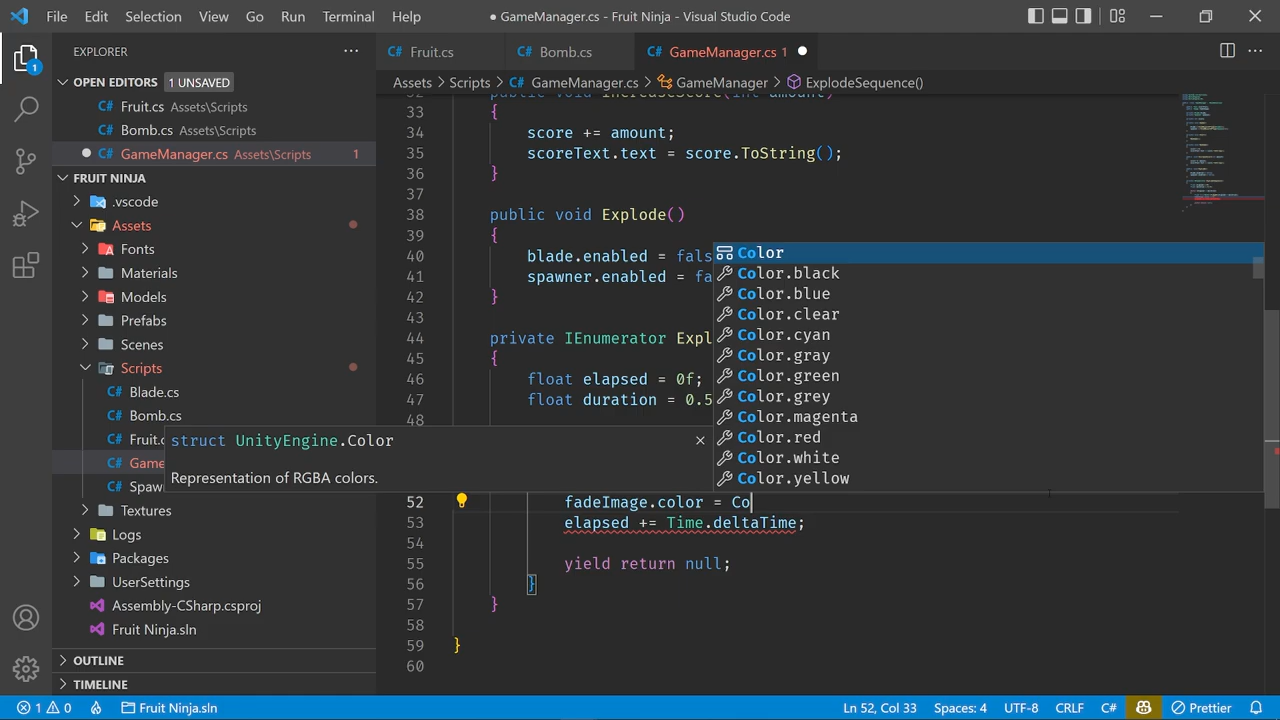 File Edit Selection View Go Run Terminal Help
● GameManager.cs - Fruit Ninja - Visual Studio Code
1
EXPLORER
OPEN EDITORS 1 UNSAVED
C# Fruit.cs Assets\Scripts
C# Bomb.cs Assets\Scripts
C# GameManager.cs Assets\Scripts 1
FRUIT NINJA
.vscode
Assets
Fonts
Materials
Models
Prefabs
Scenes
Scripts
C# Blade.cs
C# Bomb.cs
C# Fruit.c
C# Game
C# Spaw
Textures
Logs
Packages
UserSettings
Assembly-CSharp.csproj
Fruit Ninja.sln
OUTLINE
TIMELINE
C# Fruit.cs C# Bomb.cs C# GameManager.cs 1 ●
Assets > Scripts > C# GameManager.cs > GameManager > ExplodeSequence()
32 public void IncreaseScore(int amount)
33 {
34 score += amount;
35 scoreText.text = score.ToString();
36 }
37
38 public void Explode()
39 {
40 blade.enabled = fals
41 spawner.enabled = fa
42 }
43
44 private IEnumerator Expl
45 {
46 float elapsed = 0f;
47 float duration = 0.5
48
52 fadeImage.color = Co
53 elapsed += Time.deltaTime;
54
55 yield return null;
56 }
57 }
58
59 }
60
Color
Color.black
Color.blue
Color.clear
Color.cyan
Color.gray
Color.green
Color.grey
Color.magenta
Color.red
Color.white
Color.yellow
struct UnityEngine.Color
Representation of RGBA colors.
1 0 Fruit Ninja.sln Ln 52, Col 33 Spaces: 4 UTF-8 CRLF C# Prettier